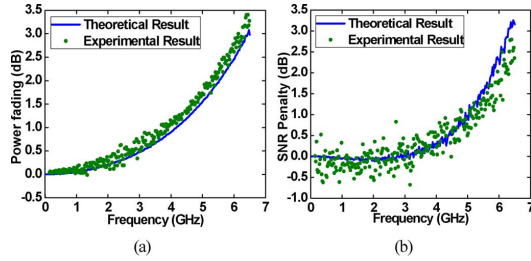 3.5
3.0
2.5
2.0
1.5
1.0
0.5
0.0
-0.5
Power fading (dB)
Theoretical Result
Experimental Result
0 1 2 3 4 5 6 7
Frequency (GHz)
(a)
3.5
3.0
2.5
2.0
1.5
1.0
0.5
0.0
-0.5
-1.0
SNR Penalty (dB)
Theoretical Result
Experimental Result
0 1 2 3 4 5 6 7
Frequency (GHz)
(b)